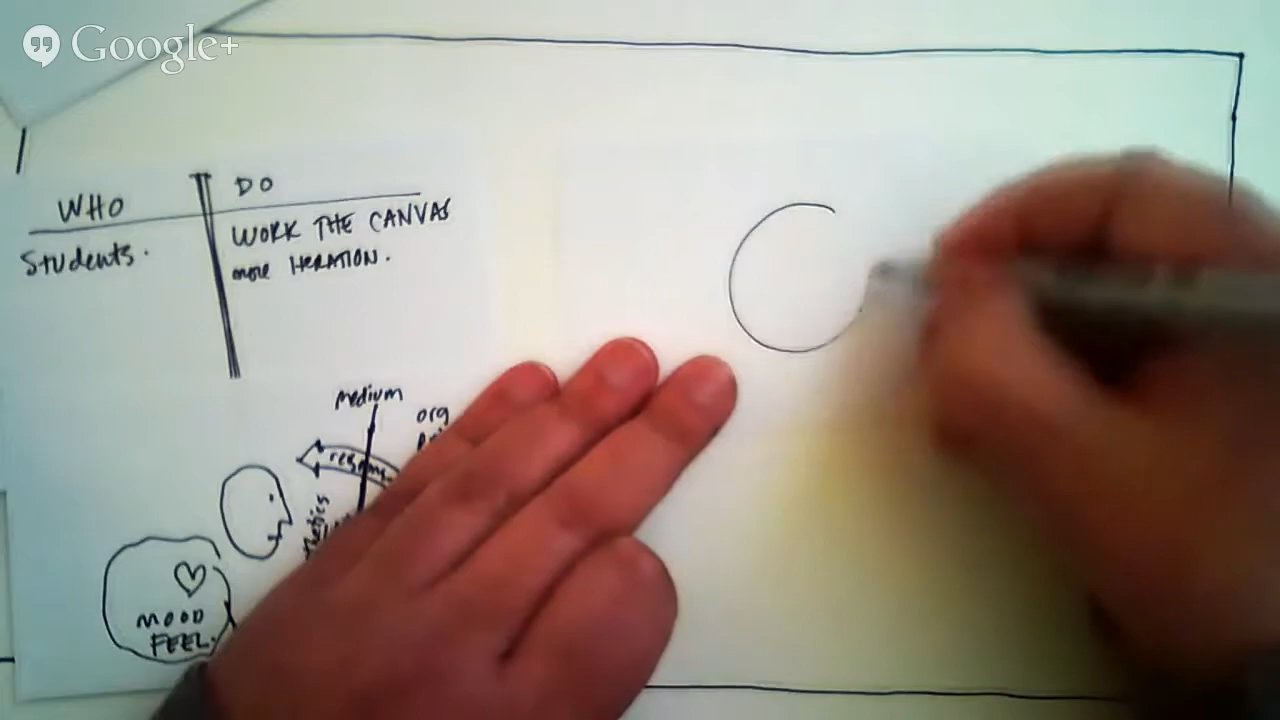 Google+
WHO
DO
Students.
WORK THE CANVAS
more ITERATION.
medium
org
MOOD
FEEL.